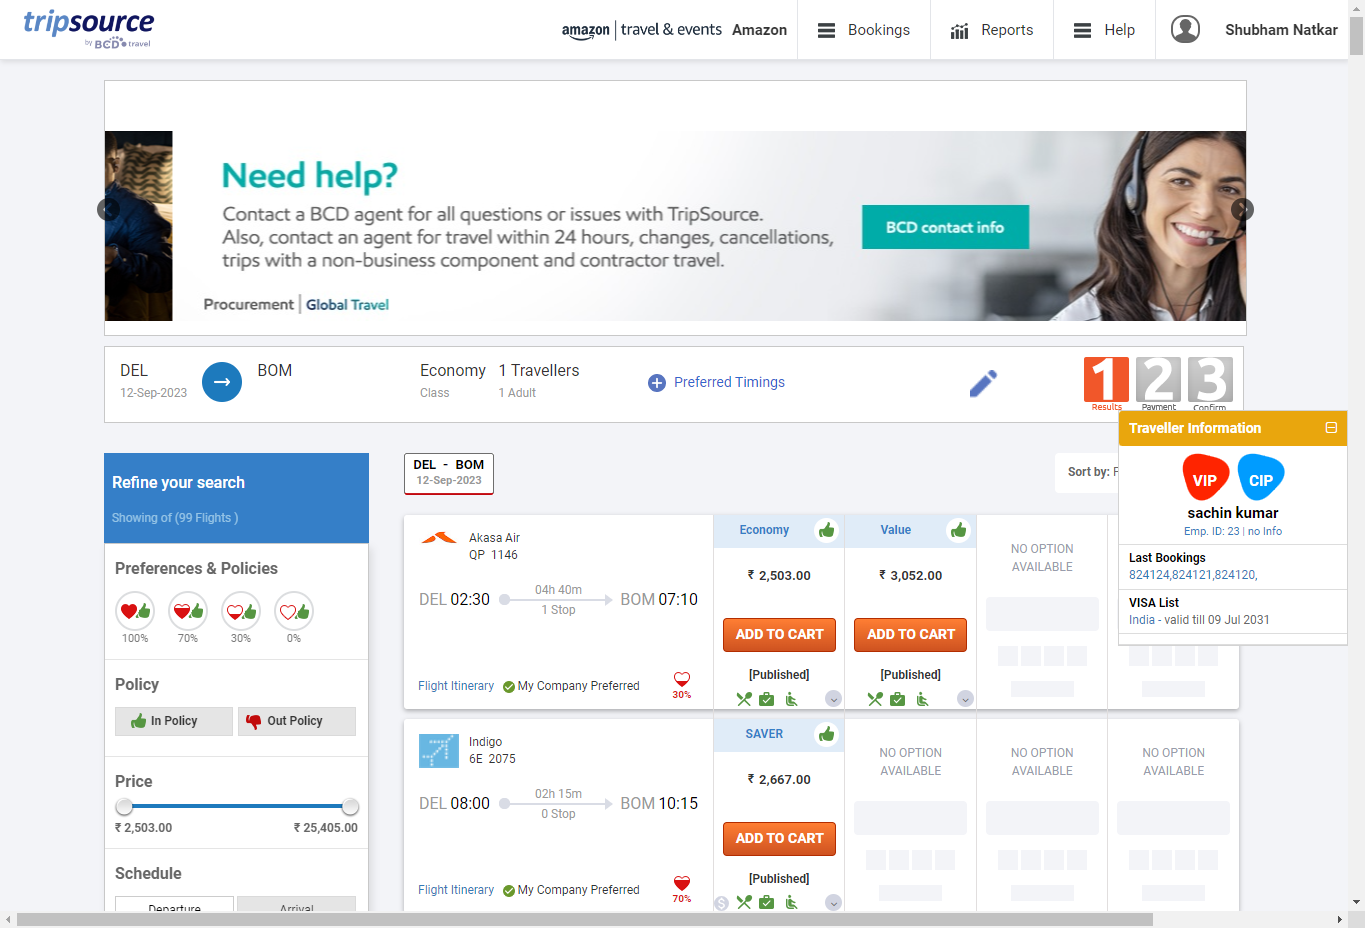 tripsource
by BCD travel
amazon | travel & events Amazon
Bookings
Reports
Help
Shubham Natkar
Need help?
Contact a BCD agent for all questions or issues with TripSource.
Also, contact an agent for travel within 24 hours, changes, cancellations,
trips with a non-business component and contractor travel.
BCD contact info
Procurement | Global Travel
DEL
12-Sep-2023
BOM
Economy
Class
1 Travellers
1 Adult
Preferred Timings
1
Results
2
Payment
3
Confirm
Traveller Information
VIP
CIP
sachin kumar
Emp. ID: 23 | no Info
Last Bookings
824124,824121,824120,
VISA List
India - valid till 09 Jul 2031
Refine your search
Showing of (99 Flights )
Preferences & Policies
100%
70%
30%
0%
Policy
In Policy
Out Policy
Price
₹ 2,503.00
₹ 25,405.00
Schedule
Departure
Arrival
DEL - BOM
12-Sep-2023
Sort by:
Akasa Air
QP 1146
DEL 02:30
04h 40m
1 Stop
BOM 07:10
Flight Itinerary
My Company Preferred
30%
Economy
₹ 2,503.00
ADD TO CART
[Published]
Value
₹ 3,052.00
ADD TO CART
[Published]
NO OPTION
AVAILABLE
Indigo
6E 2075
DEL 08:00
02h 15m
0 Stop
BOM 10:15
Flight Itinerary
My Company Preferred
70%
SAVER
₹ 2,667.00
ADD TO CART
[Published]
NO OPTION
AVAILABLE
NO OPTION
AVAILABLE
NO OPTION
AVAILABLE